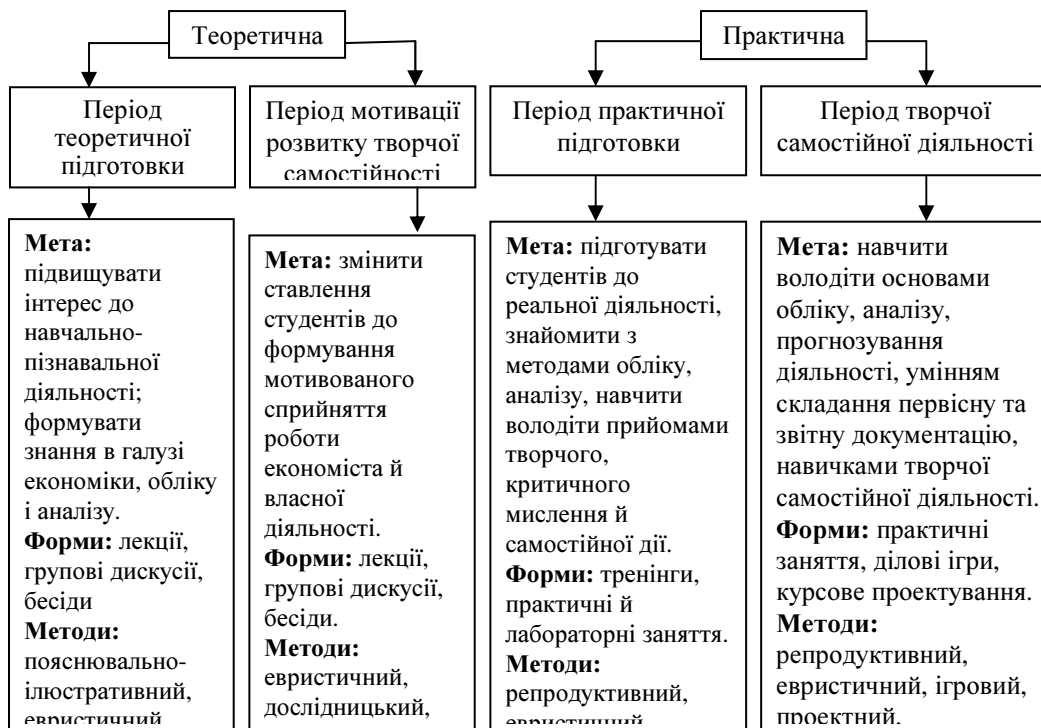 Теоретична
Практична
Період
теоретичної
підготовки
Період мотивації
розвитку творчої
самостійності
Період практичної
підготовки
Період творчої
самостійної діяльності
Мета:
підвищувати
інтерес до
навчально-
пізнавальної
діяльності;
формувати
знання в галузі
економіки, обліку
і аналізу.
Форми: лекції,
групові дискусії,
бесіди
Методи:
пояснювально-
ілюстративний,
евристичний
Мета: змінити
ставлення
студентів до
формування
мотивованого
сприйняття
роботи
економіста й
власної
діяльності.
Форми: лекції,
групові дискусії,
бесіди.
Методи:
евристичний,
дослідницький,
Мета: підготувати
студентів до
реальної діяльності,
знайомити з
методами обліку,
аналізу, навчити
володіти прийомами
творчого,
критичного
мислення й
самостійної дії.
Форми: тренінги,
практичні й
лабораторні заняття.
Методи:
репродуктивний,
евристичний
Мета: навчити
володіти основами
обліку, аналізу,
прогнозування
діяльності, умінням
складання первісну та
звітну документацію,
навичками творчої
самостійної діяльності.
Форми: практичні
заняття, ділові ігри,
курсове проектування.
Методи:
репродуктивний,
евристичний, ігровий,
проектний,